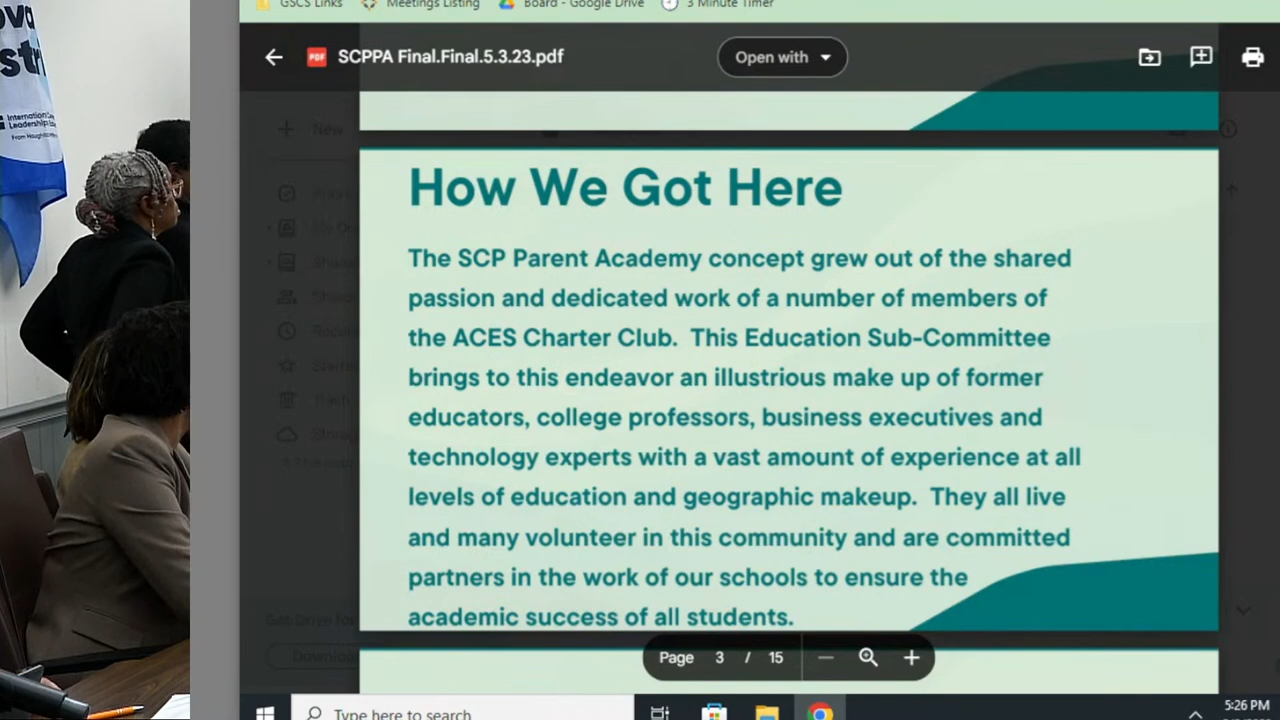 GSCS Links Meetings Listing Board - Google Drive 3 Minute Timer
SCPPA Final.Final.5.3.23.pdf
Open with
New
How We Got Here
The SCP Parent Academy concept grew out of the shared
passion and dedicated work of a number of members of
the ACES Charter Club.  This Education Sub-Committee
brings to this endeavor an illustrious make up of former
educators, college professors, business executives and
technology experts with a vast amount of experience at all
levels of education and geographic makeup.  They all live
and many volunteer in this community and are committed
partners in the work of our schools to ensure the
academic success of all students.
Page 3 / 15
Type here to search
5:26 PM